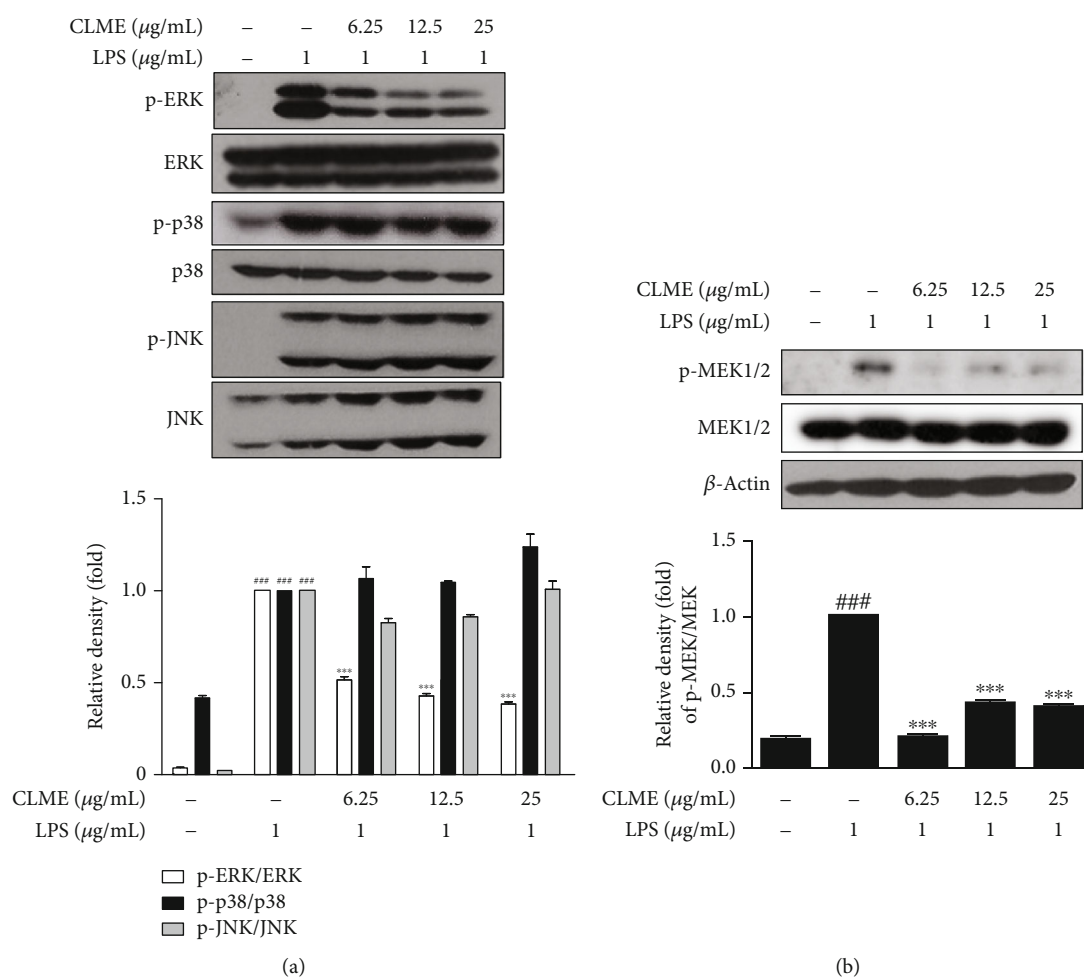 CLME (μg/mL) – – 6.25 12.5 25
LPS (μg/mL) – 1 1 1 1
p-ERK
ERK
p-p38
p38
p-JNK
JNK
1.5
1.0
0.5
0
Relative density (fold)
### ### ###
***
***
***
CLME (μg/mL) – – 6.25 12.5 25
LPS (μg/mL) – 1 1 1 1
p-ERK/ERK
p-p38/p38
p-JNK/JNK
(a)
CLME (μg/mL) – – 6.25 12.5 25
LPS (μg/mL) – 1 1 1 1
p-MEK1/2
MEK1/2
β-Actin
1.5
1.0
0.5
0.0
Relative density (fold)
of p-MEK/MEK
###
***
***
***
CLME (μg/mL) – – 6.25 12.5 25
LPS (μg/mL) – 1 1 1 1
(b)